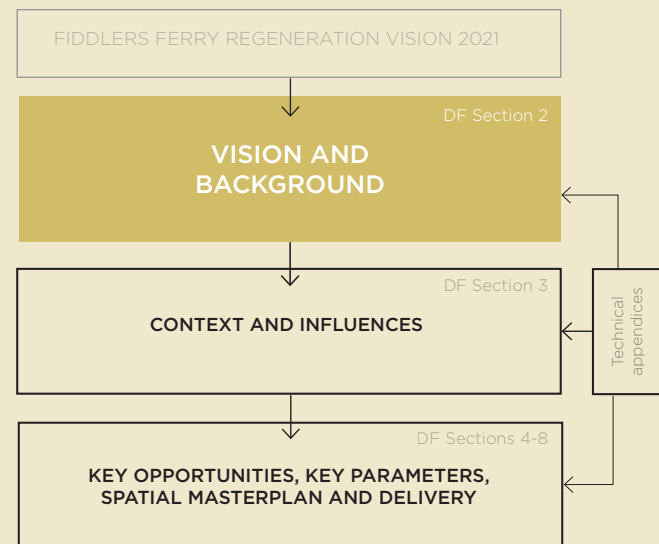 FIDDLERS FERRY REGENERATION VISION 2021
DF Section 2
VISION AND
BACKGROUND
DF Section 3
CONTEXT AND INFLUENCES
Technical
appendices
DF Sections 4-8
KEY OPPORTUNITIES, KEY PARAMETERS,
SPATIAL MASTERPLAN AND DELIVERY